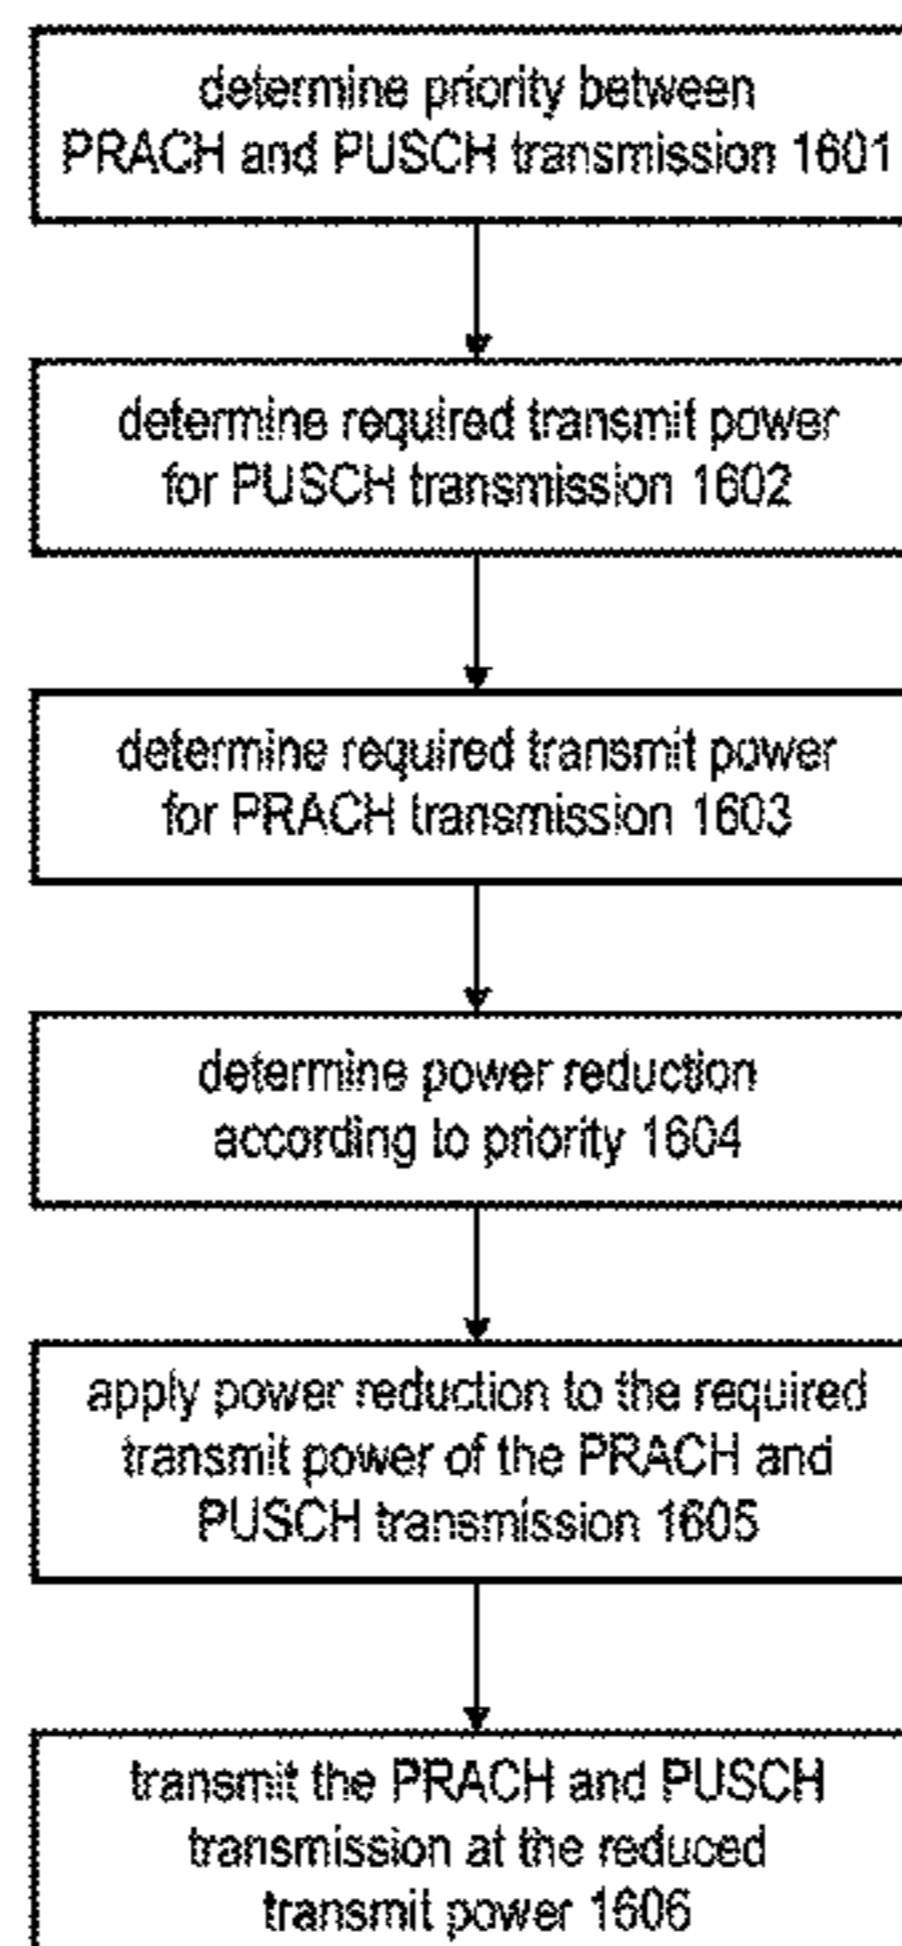 determine priority between
PRACH and PUSCH transmission 1601
determine required transmit power
for PUSCH transmission 1602
determine required transmit power
for PRACH transmission 1603
determine power reduction
according to priority 1604
apply power reduction to the required
transmit power of the PRACH and
PUSCH transmission 1605
transmit the PRACH and PUSCH
transmission at the reduced
transmit power 1606